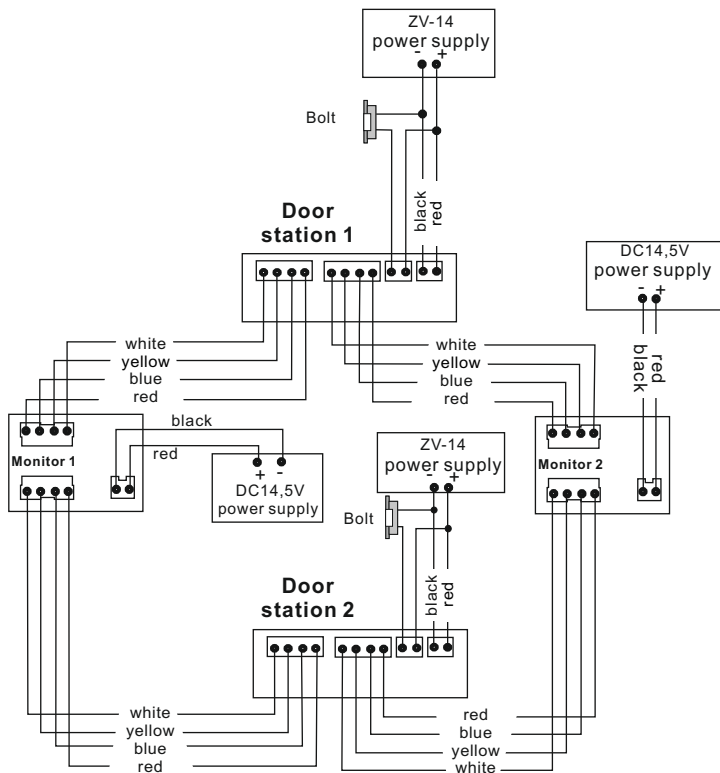 ZV-14
power supply
- +
Bolt
black
red
Door
station 1
DC14,5V
power supply
- +
white
yellow
blue
red
white
yellow
blue
red
red
black
black
red
Monitor 1
+ -
DC14,5V
power supply
ZV-14
power supply
- +
Bolt
Monitor 2
black
red
Door
station 2
white
yellow
blue
red
red
blue
yellow
white